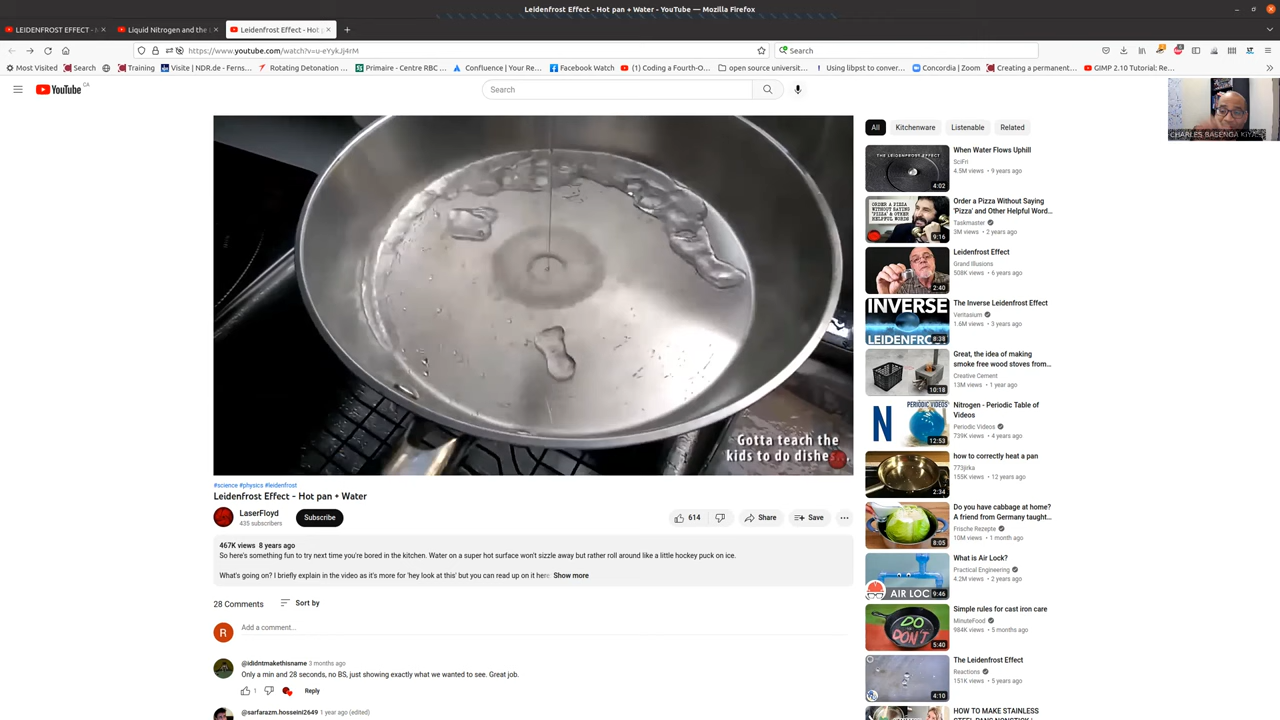 Leidenfrost Effect - Hot pan + Water - YouTube — Mozilla Firefox
LEIDENFROST EFFECT -
Liquid Nitrogen and the
Leidenfrost Effect - Hot
https://www.youtube.com/watch?v=u-eYykJj4rM
Search
Most Visited
Search
Training
Visite | NDR.de - Ferns…
Rotating Detonation …
Primaire - Centre RBC …
Confluence | Your Re…
Facebook Watch
(1) Coding a Fourth-O…
open source universit…
Using libpst to conver…
Concordia | Zoom
Creating a permanent…
GIMP 2.10 Tutorial: Re…
YouTube
CA
Search
Gotta teach the
kids to do dishes.
#science #physics #leidenfrost
Leidenfrost Effect - Hot pan + Water
LaserFloyd
435 subscribers
Subscribe
614
Share
Save
467K views 8 years ago
So here's something fun to try next time you're bored in the kitchen. Water on a super hot surface won't sizzle away but rather roll around like a little hockey puck on ice.
What's going on? I briefly explain in the video as it's more for 'hey look at this' but you can read up on it here: Show more
28 Comments
Sort by
R
Add a comment...
@ididntmakethisname 3 months ago
Only a min and 28 seconds, no BS, just showing exactly what we wanted to see. Great job.
1
Reply
@sarfarazm.hosseini2649 1 year ago (edited)
All
Kitchenware
Listenable
Related
THE LEIDENFROST EFFECT
4:02
When Water Flows Uphill
SciFri
4.5M views • 9 years ago
ORDER A PIZZA
WITHOUT SAYING
'PIZZA' & OTHER
HELPFUL WORDS
9:16
Order a Pizza Without Saying
'Pizza' and Other Helpful Word…
Taskmaster
3M views • 2 years ago
2:40
Leidenfrost Effect
Grand Illusions
508K views • 6 years ago
INVERSE
LEIDENFROST
8:38
The Inverse Leidenfrost Effect
Veritasium
1.6M views • 3 years ago
10:18
Great, the idea of making
smoke free wood stoves from…
Creative Cement
13M views • 1 year ago
PERIODIC VIDEOS
N
12:53
Nitrogen - Periodic Table of
Videos
Periodic Videos
739K views • 4 years ago
2:34
how to correctly heat a pan
773jirka
155K views • 12 years ago
8:05
Do you have cabbage at home?
A friend from Germany taught…
Frische Rezepte
10M views • 1 month ago
AIR LOC
9:46
What is Air Lock?
Practical Engineering
4.2M views • 2 years ago
DO
DON'T
5:40
Simple rules for cast iron care
MinuteFood
984K views • 5 months ago
4:10
The Leidenfrost Effect
Reactions
151K views • 5 years ago
HOW TO MAKE STAINLESS
STEEL PANS NONSTICK |
CHARLES BASENGA KIYA